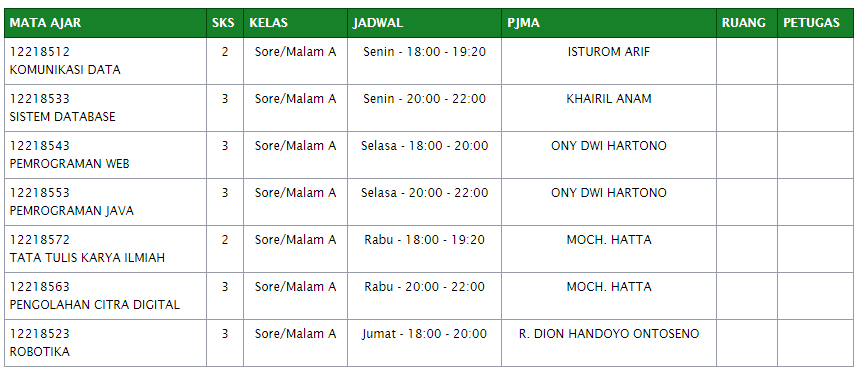 MATA AJAR SKS KELAS JADWAL PJMA RUANG PETUGAS
12218512 2 Sore/Malam A Senin - 18:00 - 19:20 ISTUROM ARIF
KOMUNIKASI DATA
12218533 3 Sore/Malam A Senin - 20:00 - 22:00 KHAIRIL ANAM
SISTEM DATABASE
12218543 3 Sore/Malam A Selasa - 18:00 - 20:00 ONY DWI HARTONO
PEMROGRAMAN WEB
12218553 3 Sore/Malam A Selasa - 20:00 - 22:00 ONY DWI HARTONO
PEMROGRAMAN JAVA
12218572 2 Sore/Malam A Rabu - 18:00 - 19:20 MOCH. HATTA
TATA TULIS KARYA ILMIAH
12218563 3 Sore/Malam A Rabu - 20:00 - 22:00 MOCH. HATTA
PENGOLAHAN CITRA DIGITAL
12218523 3 Sore/Malam A Jumat - 18:00 - 20:00 R. DION HANDOYO ONTOSENO
ROBOTIKA